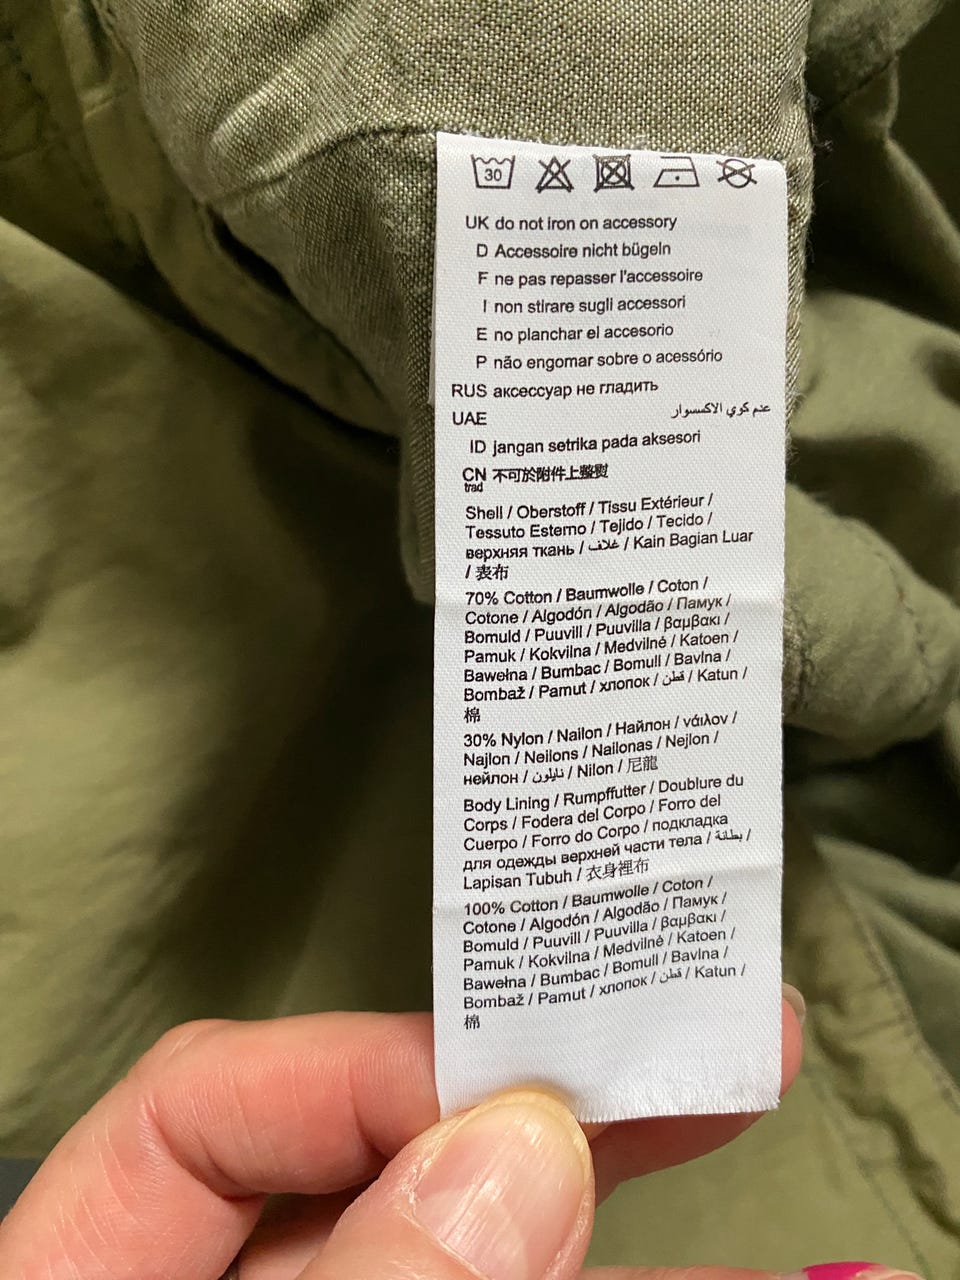 30
UK do not iron on accessory
D Accessoire nicht bügeln
F ne pas repasser l'accessoire
I non stirare sugli accessori
E no planchar el accesorio
P não engomar sobre o acessório
RUS аксессуар не гладить
UAE عدم كوي الاكسسوار
ID jangan setrika pada aksesori
CN trad 不可於附件上整熨
Shell / Oberstoff / Tissu Extérieur /
Tessuto Esterno / Tejido / Tecido /
верхняя ткань / غلاف / Kain Bagian Luar
/ 表布
70% Cotton / Baumwolle / Coton /
Cotone / Algodón / Algodão / Памук /
Bomuld / Puuvill / Puuvilla / βαμβακι /
Pamuk / Kokvilna / Medvilnė / Katoen /
Bawełna / Bumbac / Bomull / Bavlna /
Bombaž / Pamut / хлопок / قطن / Katun /
棉
30% Nylon / Nailon / Найлон / νάιλον /
Najlon / Neilons / Nailonas / Nejlon /
нейлон / نايلون / Nilon / 尼龍
Body Lining / Rumpffutter / Doublure du
Corps / Fodera del Corpo / Forro del
Cuerpo / Forro do Corpo / подкладка
для одежды верхней части тела / بطانة /
Lapisan Tubuh / 衣身裡布
100% Cotton / Baumwolle / Coton /
Cotone / Algodón / Algodão / Памук /
Bomuld / Puuvill / Puuvilla / βαμβακι /
Pamuk / Kokvilna / Medvilnė / Katoen /
Bawełna / Bumbac / Bomull / Bavlna /
Bombaž / Pamut / хлопок / قطن / Katun /
棉